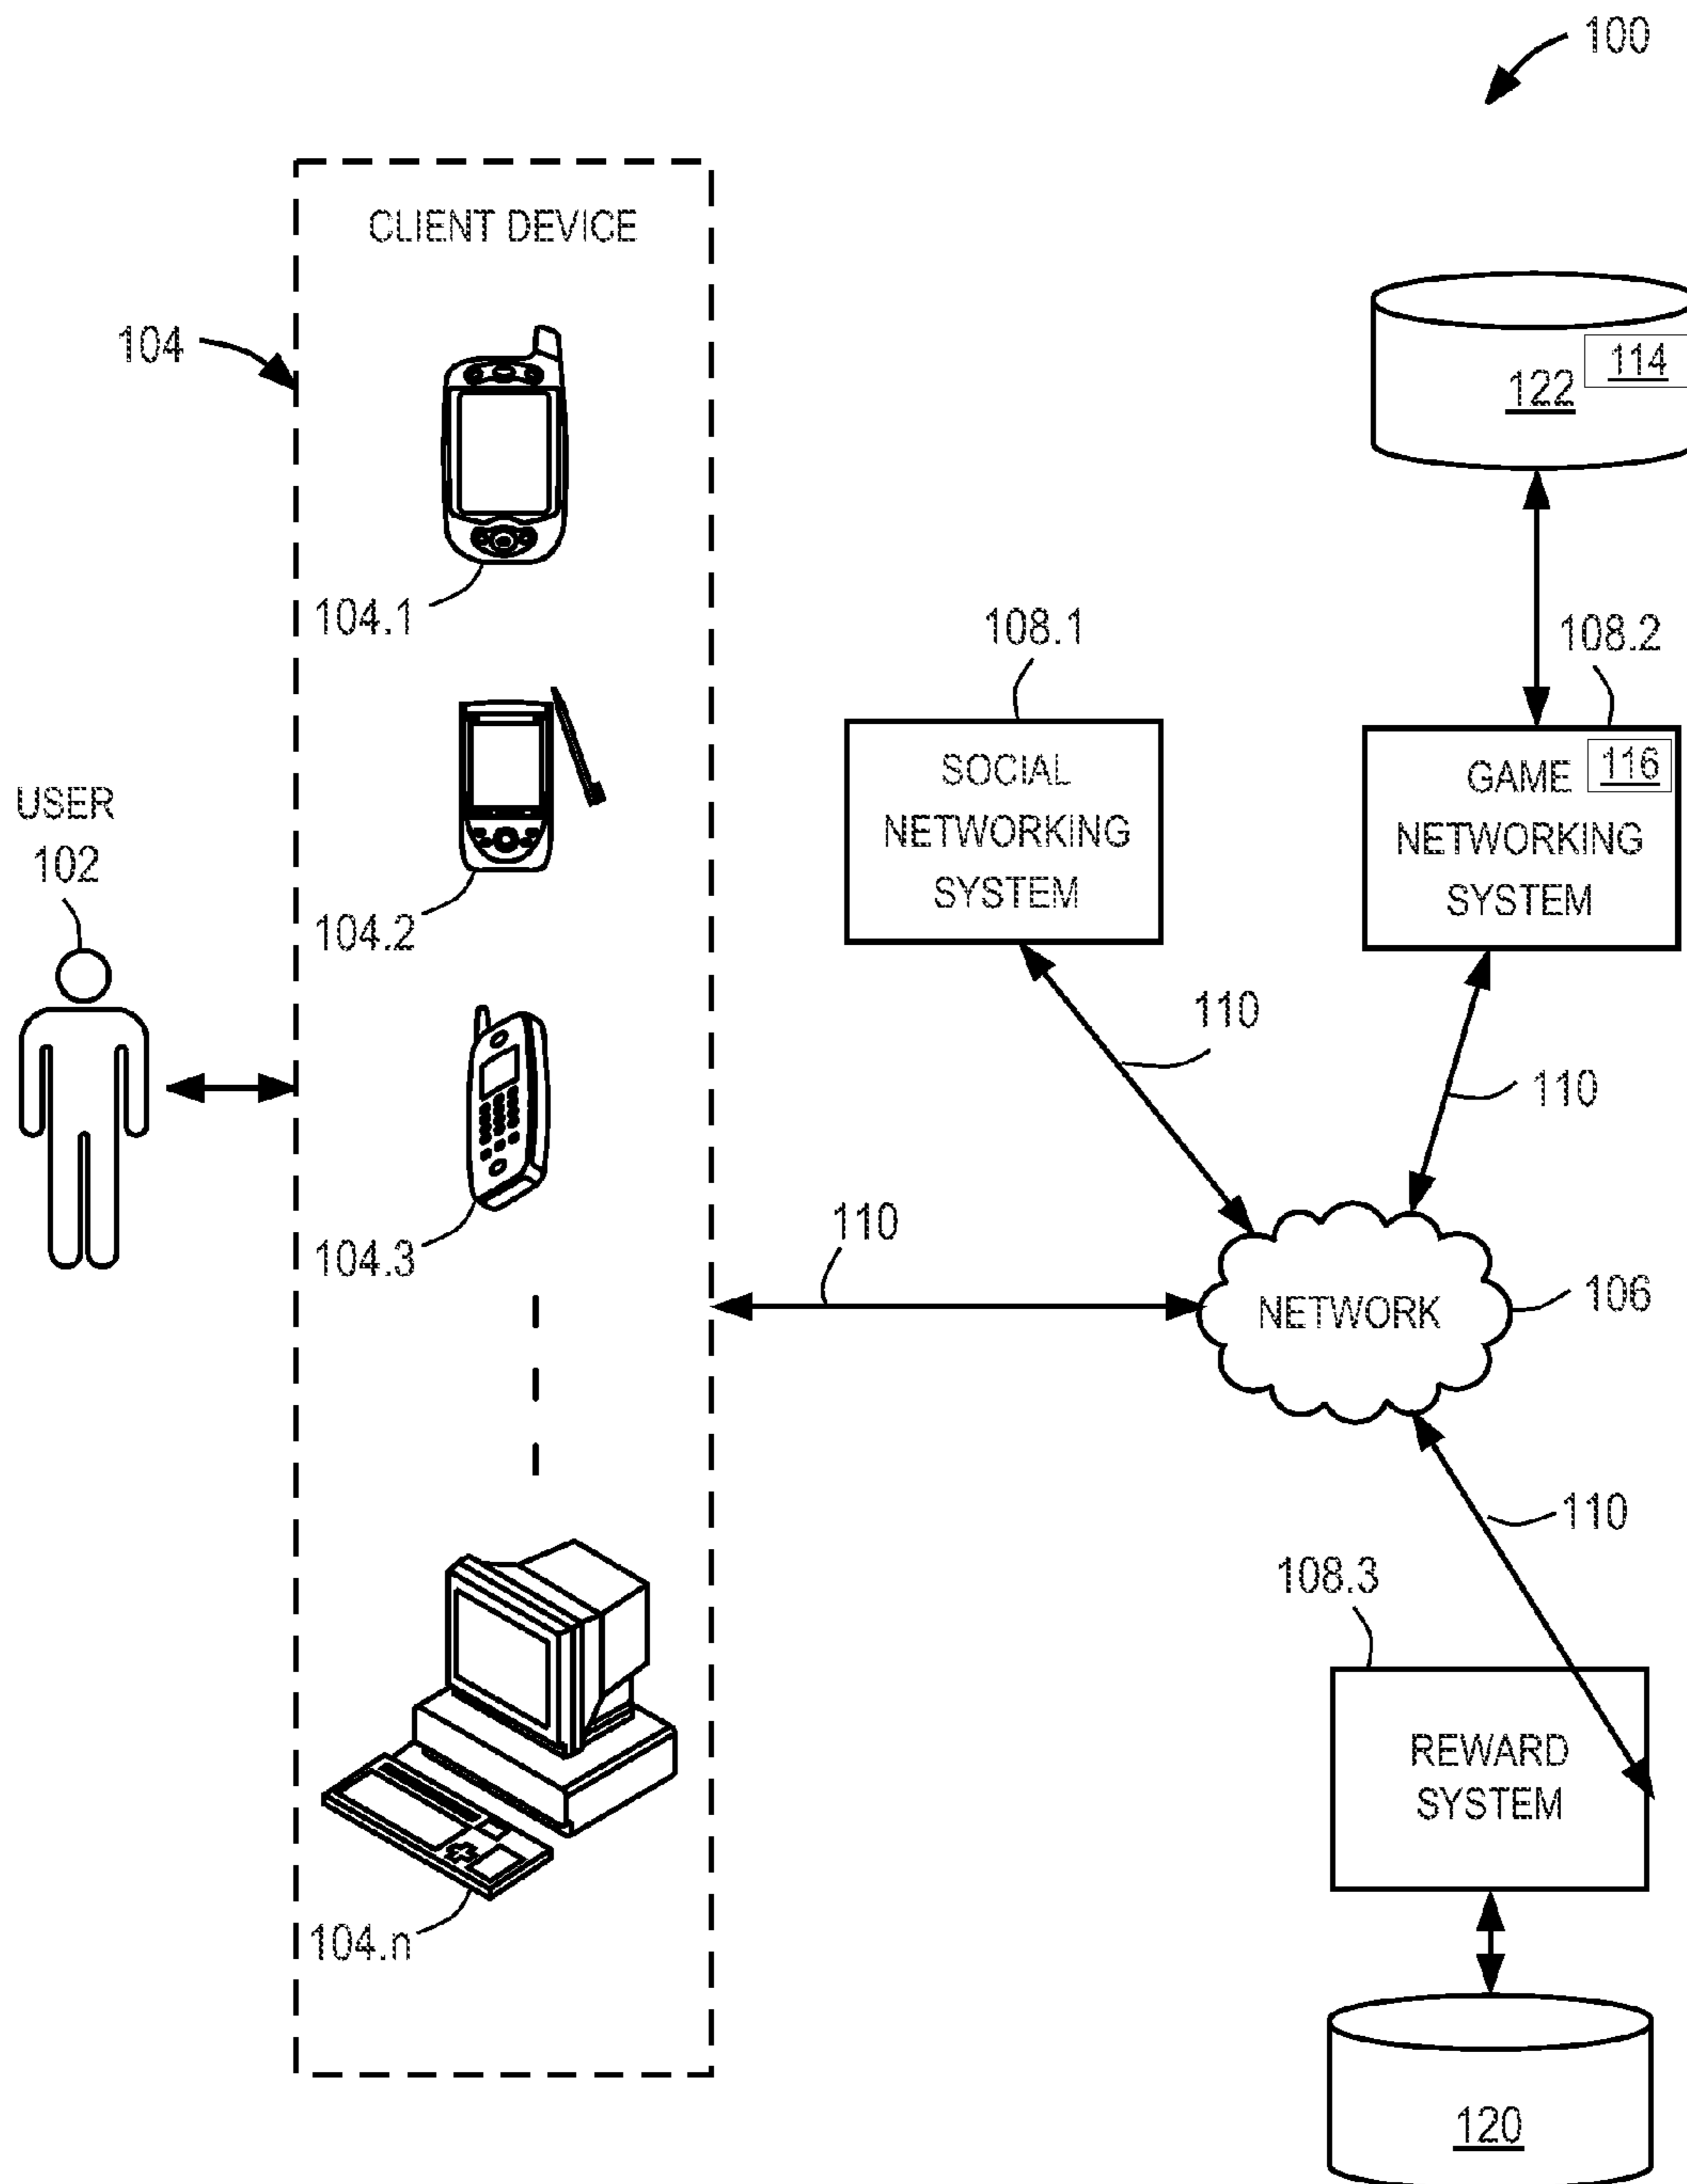 100
CLIENT DEVICE
104
122
114
104.1
108.1
108.2
SOCIAL
NETWORKING
SYSTEM
GAME
116
NETWORKING
SYSTEM
USER
102
104.2
110
110
104.3
110
NETWORK
106
110
108.3
REWARD
SYSTEM
104.n
120